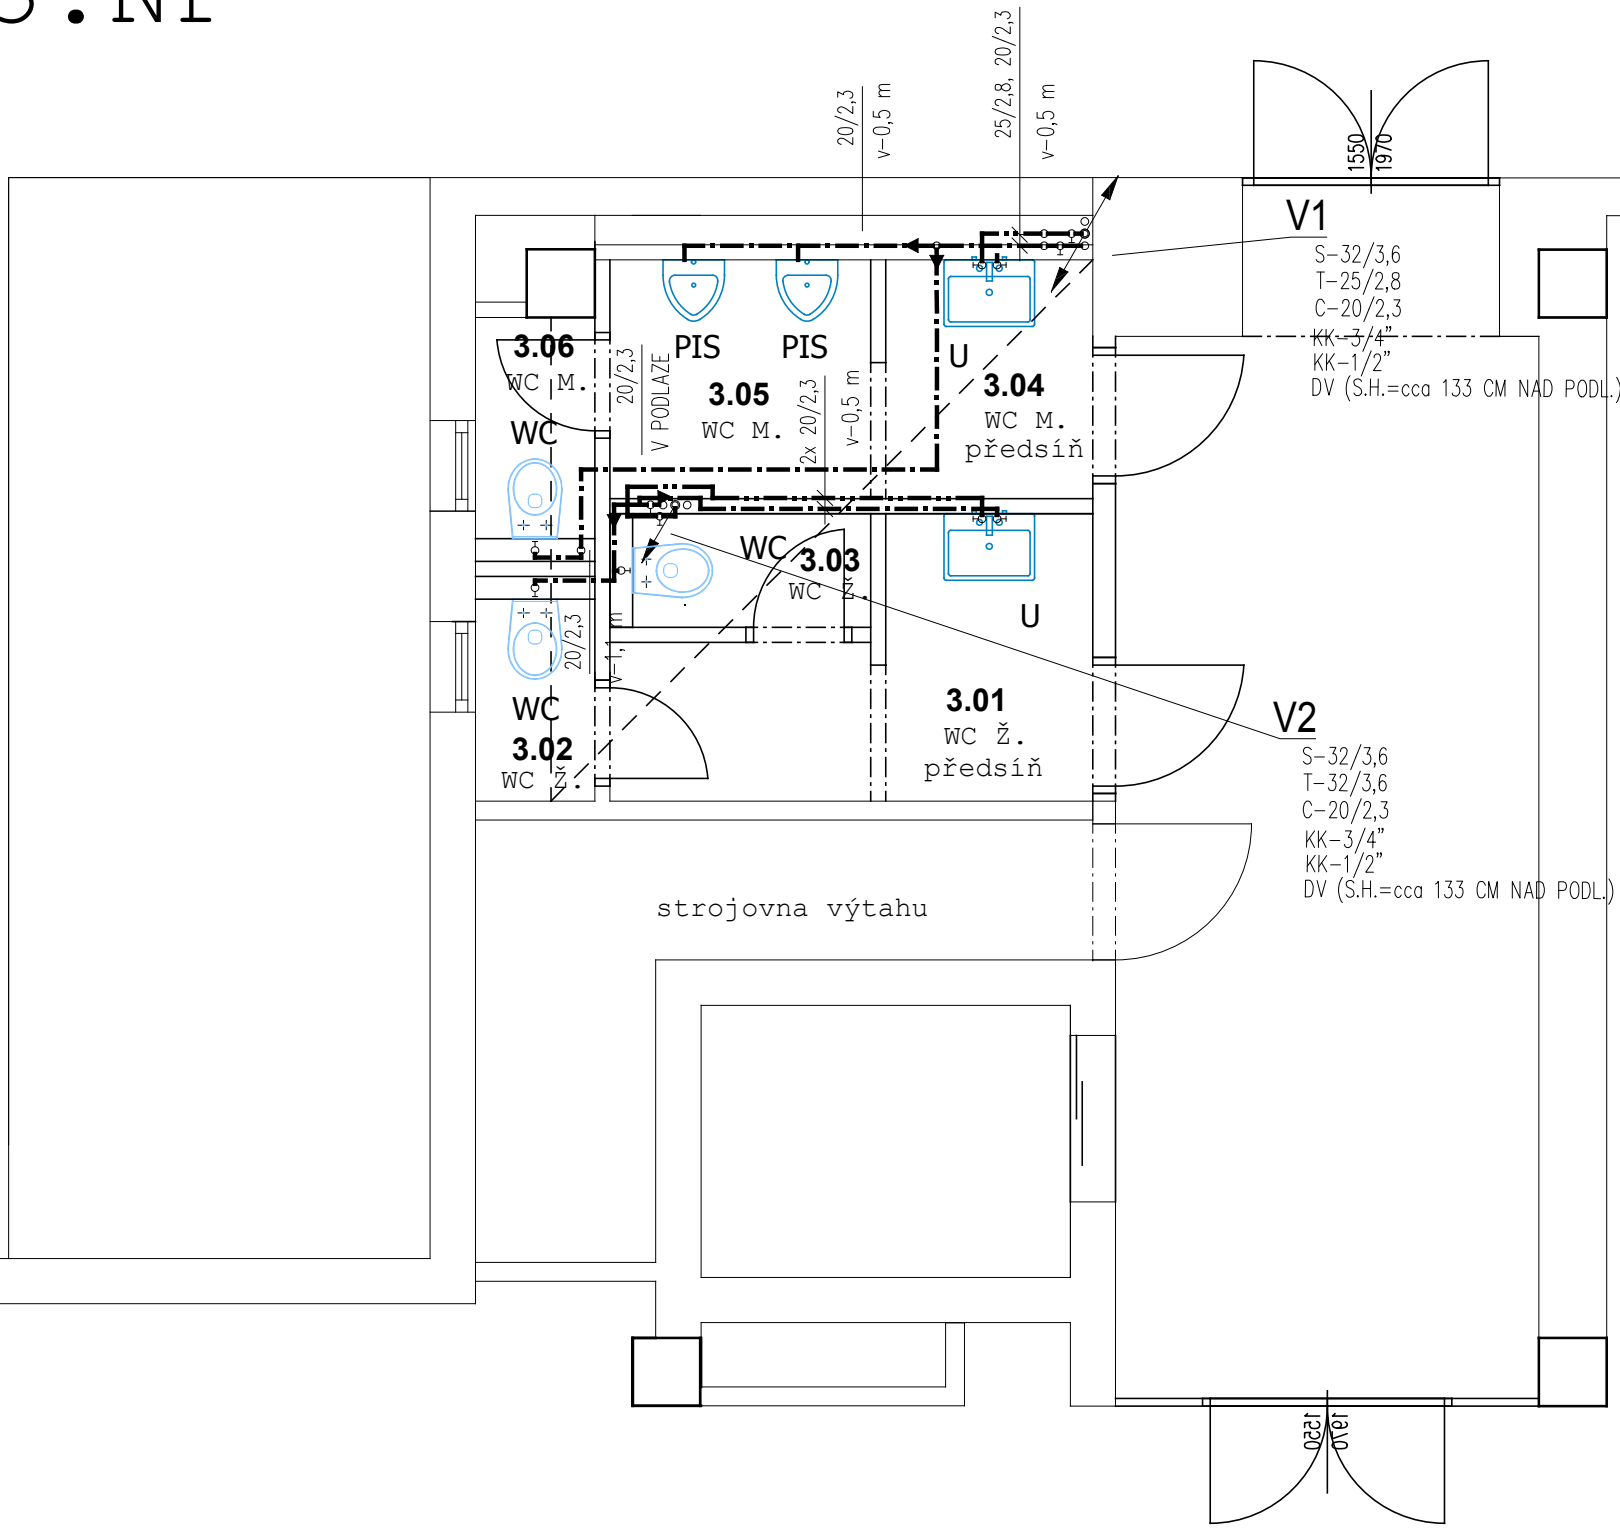 20/2,3
v-0,5 m
25/2,8, 20/2,3
v-0,5 m
1550
1970
V1
S-32/3,6
T-25/2,8
C-20/2,3
KK-3/4"
KK-1/2"
DV (S.H.=cca 133 CM NAD PODL.)
3.06
WC M.
WC
20/2,3
V PODLAZE
PIS
PIS
3.05
WC M.
2x 20/2,3
v-0,5 m
U
3.04
WC M.
předsíň
WC
3.03
WC Ž.
20/2,3
v-1,1 m
WC
3.02
WC Ž.
U
3.01
WC Ž.
předsíň
V2
S-32/3,6
T-32/3,6
C-20/2,3
KK-3/4"
KK-1/2"
DV (S.H.=cca 133 CM NAD PODL.)
strojovna výtahu
1550
1970